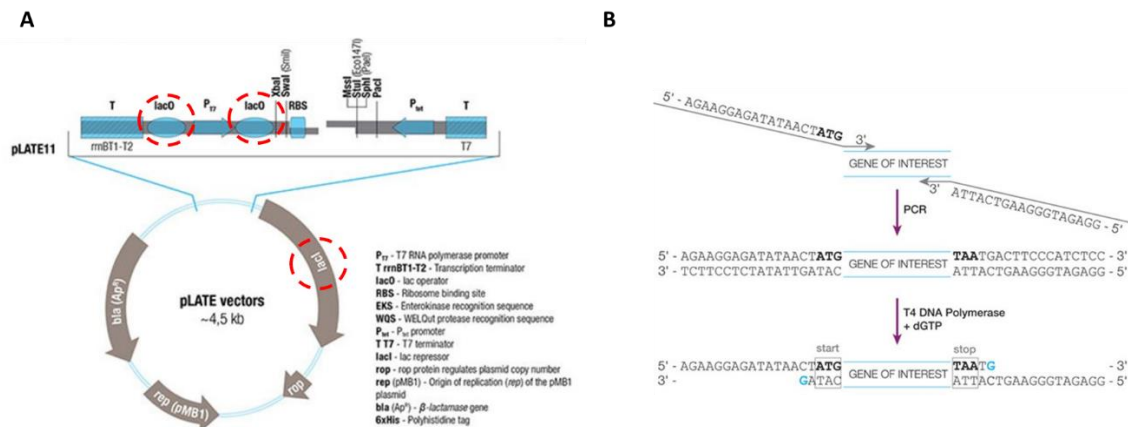 A
B
lacO
P_T7
lacO
XbaI
SwaI (SmiI)
RBS
MssI
StuI (Eco147I)
SphI (PaeI)
PacI
P_tet
T
T
rrnBT1-T2
T7
pLATE11
lacI
bla (Ap^R)
rep (pMB1)
rop
pLATE vectors
~4,5 kb
P_T7 - T7 RNA polymerase promoter
T rrnBT1-T2 - Transcription terminator
lacO - lac operator
RBS - Ribosome binding site
EKS - Enterokinase recognition sequence
WQS - WELQut protease recognition sequence
P_tet - P_tet promoter
T T7 - T7 terminator
lacI - lac repressor
rop - rop protein regulates plasmid copy number
rep (pMB1) - Origin of replication (rep) of the pMB1
plasmid
bla (Ap^R) - β-lactamase gene
6xHis - Polyhistidine tag
5' - AGAAGGAGATATAACTATG 3'
GENE OF INTEREST
3' ATTACTGAAGGGTAGAGG - 5'
PCR
5' - AGAAGGAGATATAACTATG GENE OF INTEREST TAATGACTTCCCATCTCC - 3'
3' - TCTTCCTCTATATTGATAC ATTACTGAAGGGTAGAGG - 5'
T4 DNA Polymerase
+ dGTP
start stop
5' - AGAAGGAGATATAACTATG GENE OF INTEREST TAATG - 3'
3' - GATAC ATTACTGAAGGGTAGAGG - 5'